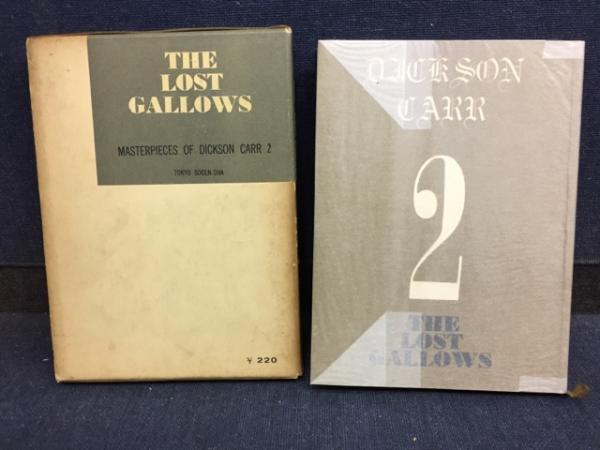 THE
LOST
GALLOWS
MASTERPIECES OF DICKSON CARR 2
TOKYO SOGEN-SHA
¥ 220
DICKSON
CARR
2
THE
LOST
GALLOWS